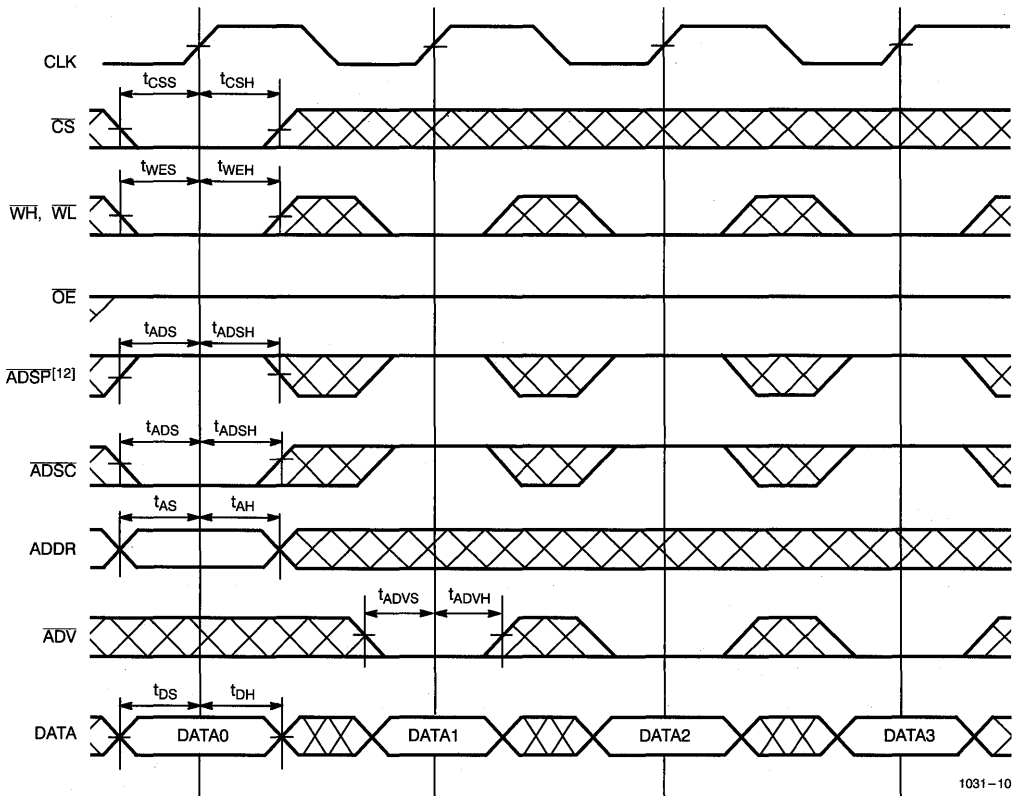 CLK
tCSS tCSH
CS
tWES tWEH
WH, WL
OE
tADS tADSH
ADSP[12]
tADS tADSH
ADSC
tAS tAH
ADDR
tADVS tADVH
ADV
tDS tDH
DATA DATA0 DATA1 DATA2 DATA3
1031-10